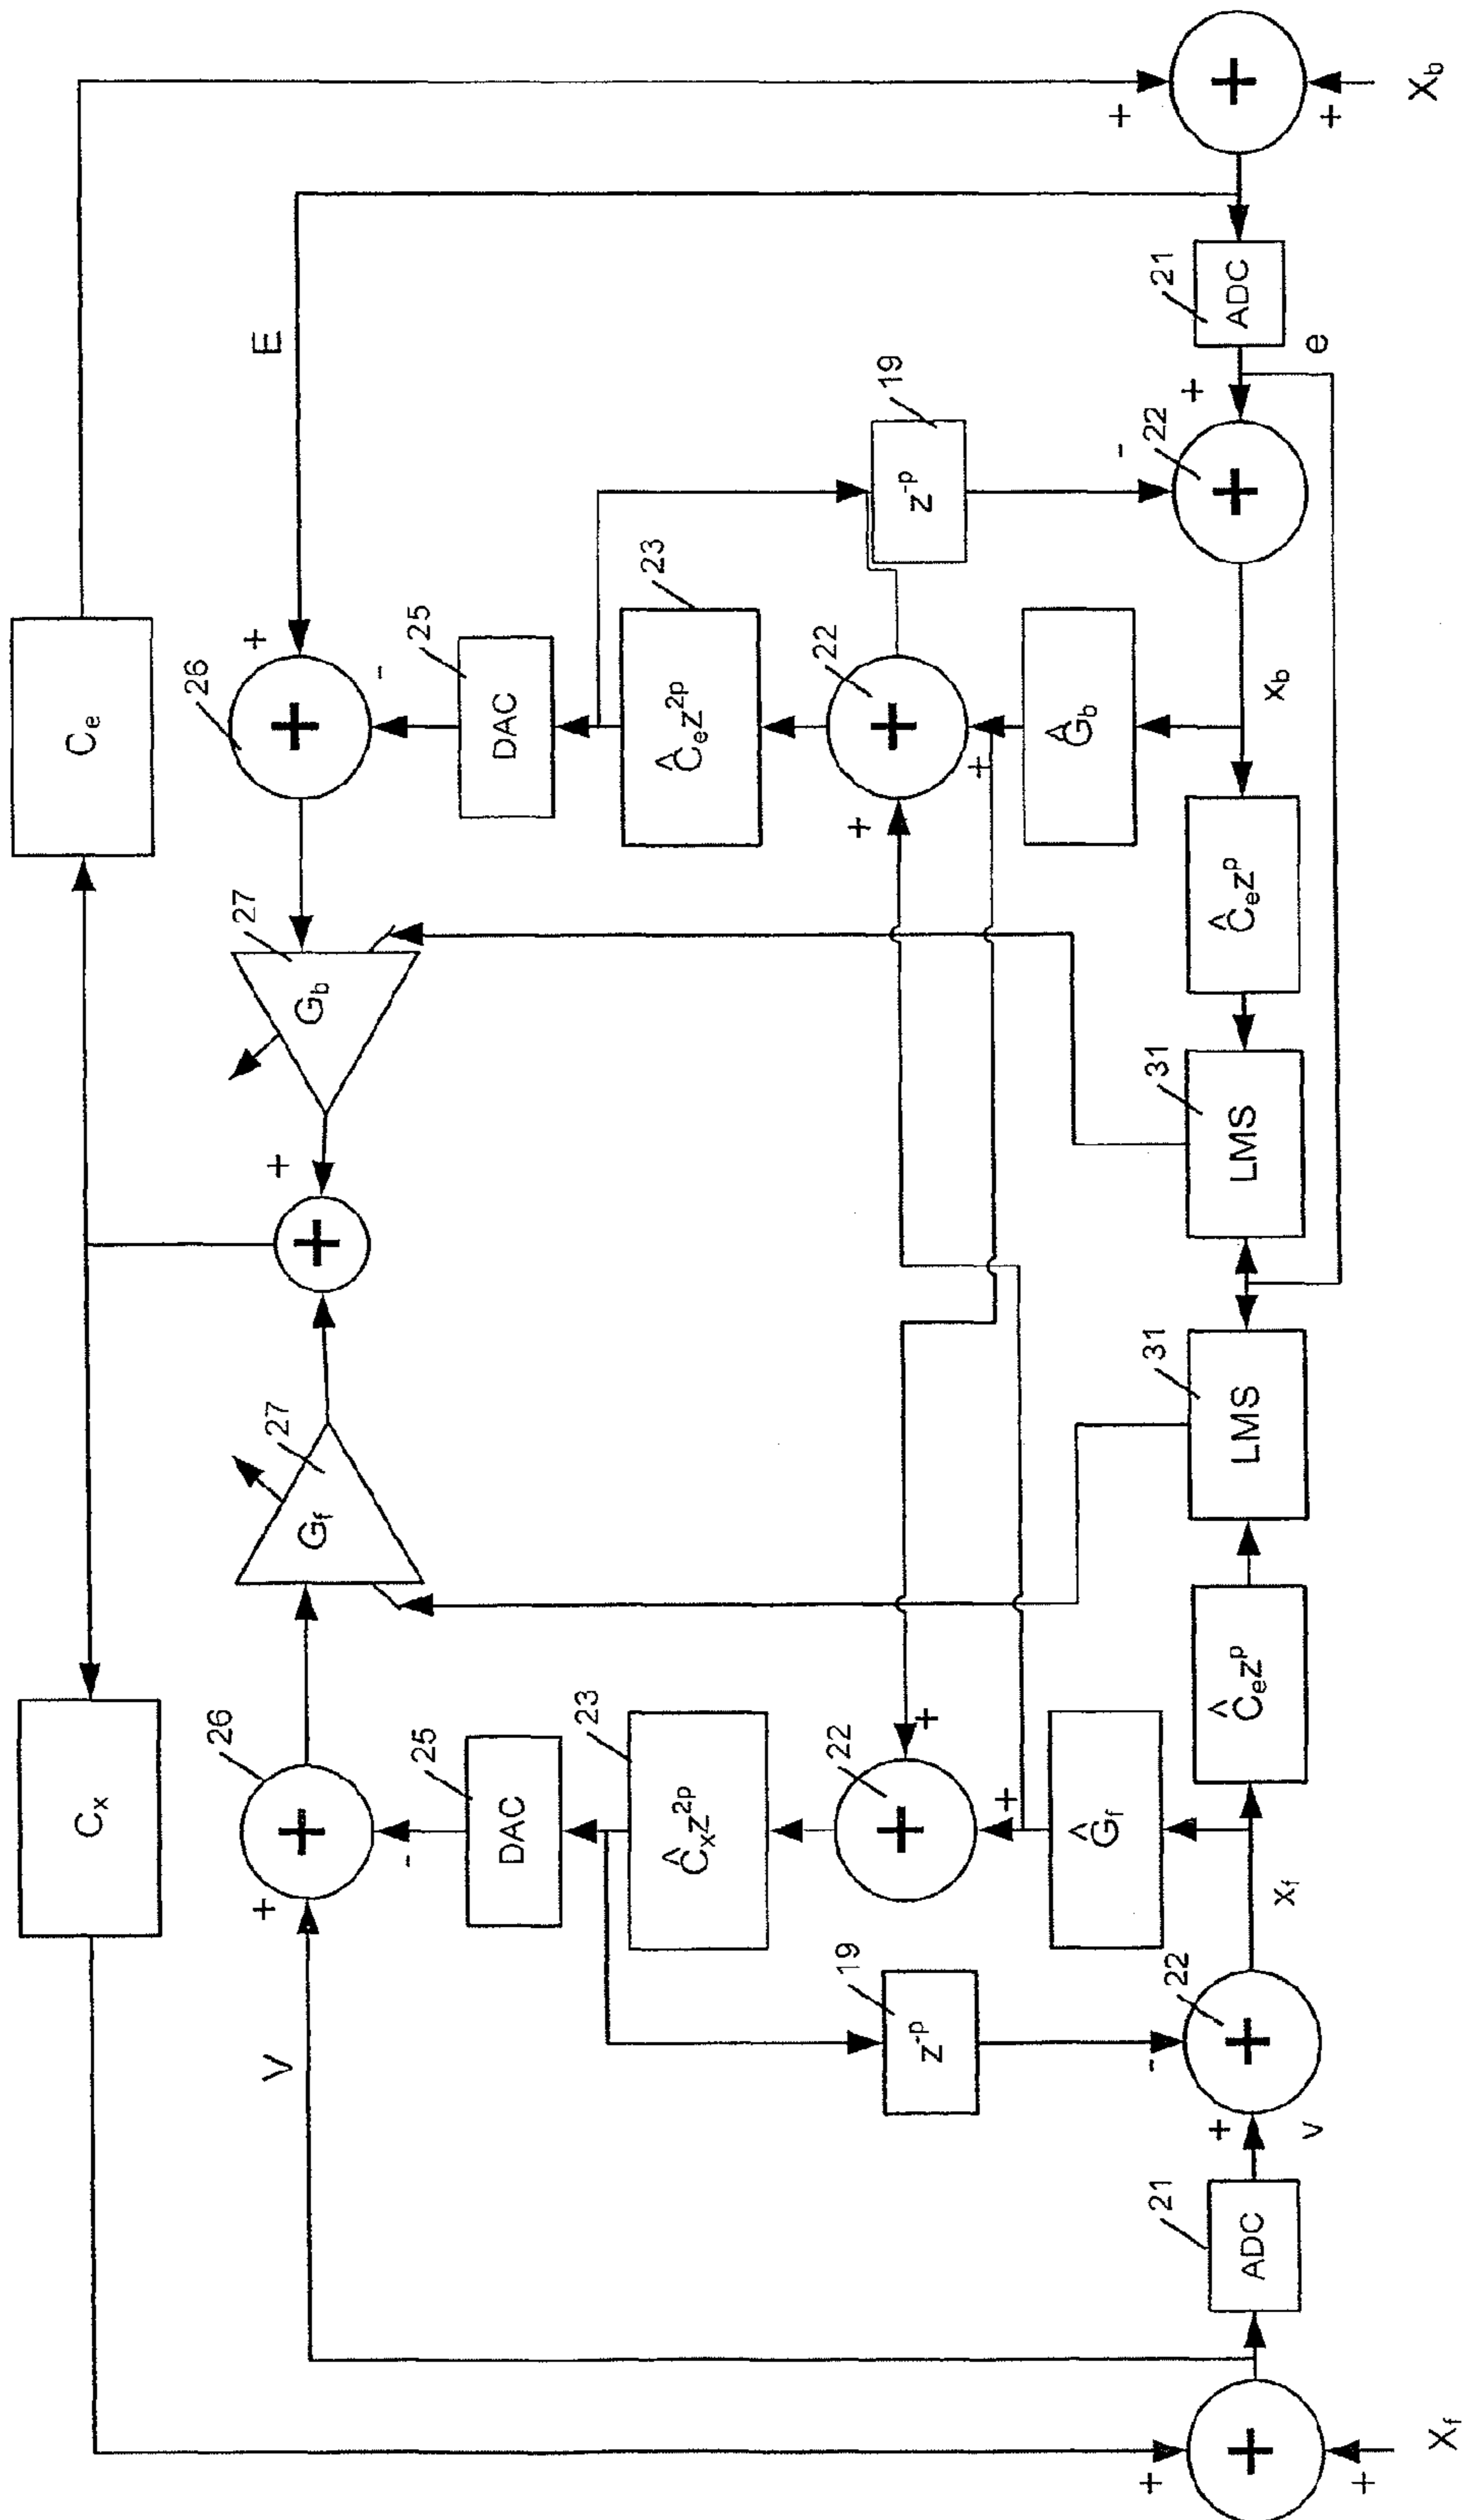 Cₓ
Cₑ
V
+
26
+
-
Gf
27
+
+
Gb
27
26
+
+
-
E
DAC
25
DAC
25
Ĉₓz²ᵖ
23
Ĉₑz²ᵖ
23
z⁻ᵖ
19
+
22
+
+
+
22
+
+
z⁻ᵖ
19
Ĝf
Ĝb
+
+
+
Xf
ADC
21
+
v
-
+
22
xf
Ĉₑzᵖ
LMS
31
LMS
31
Ĉₑzᵖ
xb
+
22
-
+
ADC
21
e
+
+
+
Xb